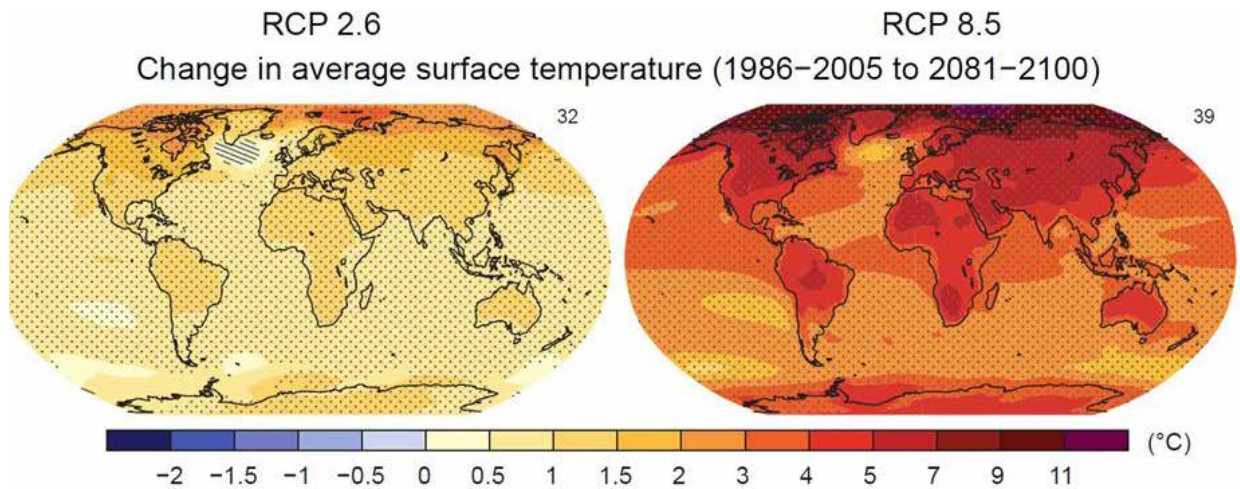 RCP 2.6 RCP 8.5
Change in average surface temperature (1986−2005 to 2081−2100)
32 39
(°C)
−2 −1.5 −1 −0.5 0 0.5 1 1.5 2 3 4 5 7 9 11